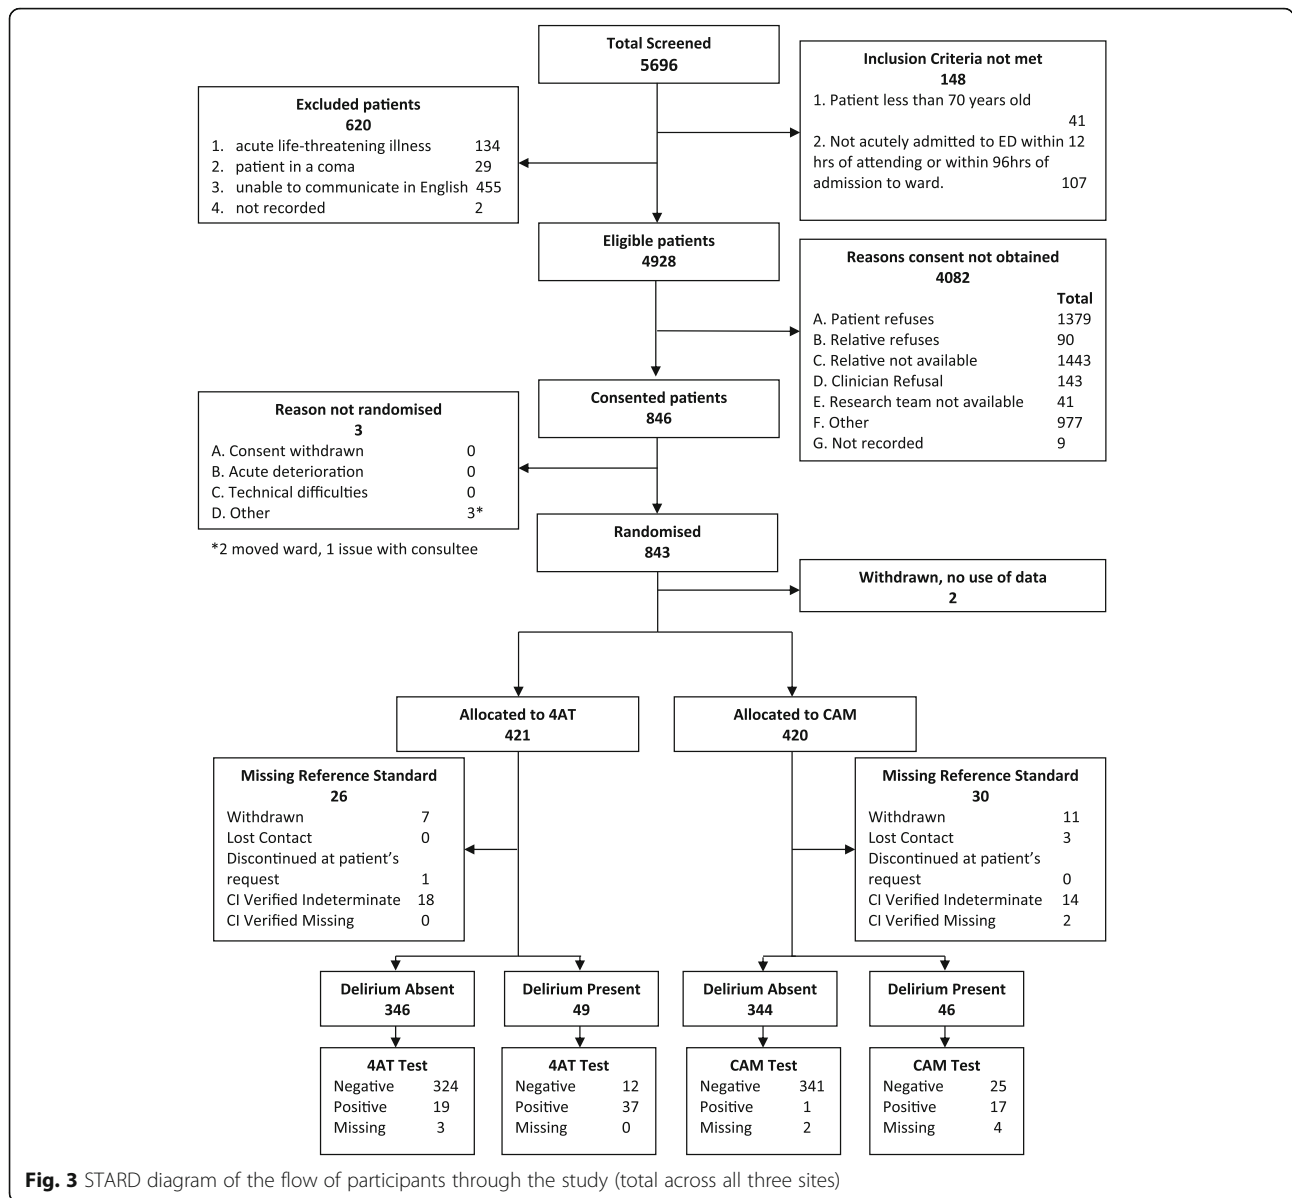 Total Screened
5696
Inclusion Criteria not met
148
1. Patient less than 70 years old
41
2. Not acutely admitted to ED within 12
hrs of attending or within 96hrs of
admission to ward. 107
Excluded patients
620
1. acute life-threatening illness 134
2. patient in a coma 29
3. unable to communicate in English 455
4. not recorded 2
Eligible patients
4928
Reasons consent not obtained
4082
Total
A. Patient refuses 1379
B. Relative refuses 90
C. Relative not available 1443
D. Clinician Refusal 143
E. Research team not available 41
F. Other 977
G. Not recorded 9
Consented patients
846
Reason not randomised
3
A. Consent withdrawn 0
B. Acute deterioration 0
C. Technical difficulties 0
D. Other 3*
*2 moved ward, 1 issue with consultee
Randomised
843
Withdrawn, no use of data
2
Allocated to 4AT
421
Allocated to CAM
420
Missing Reference Standard
26
Withdrawn 7
Lost Contact 0
Discontinued at patient's
request 1
CI Verified Indeterminate 18
CI Verified Missing 0
Missing Reference Standard
30
Withdrawn 11
Lost Contact 3
Discontinued at patient's
request 0
CI Verified Indeterminate 14
CI Verified Missing 2
Delirium Absent
346
Delirium Present
49
Delirium Absent
344
Delirium Present
46
4AT Test
Negative 324
Positive 19
Missing 3
4AT Test
Negative 12
Positive 37
Missing 0
CAM Test
Negative 341
Positive 1
Missing 2
CAM Test
Negative 25
Positive 17
Missing 4
Fig. 3 STARD diagram of the flow of participants through the study (total across all three sites)